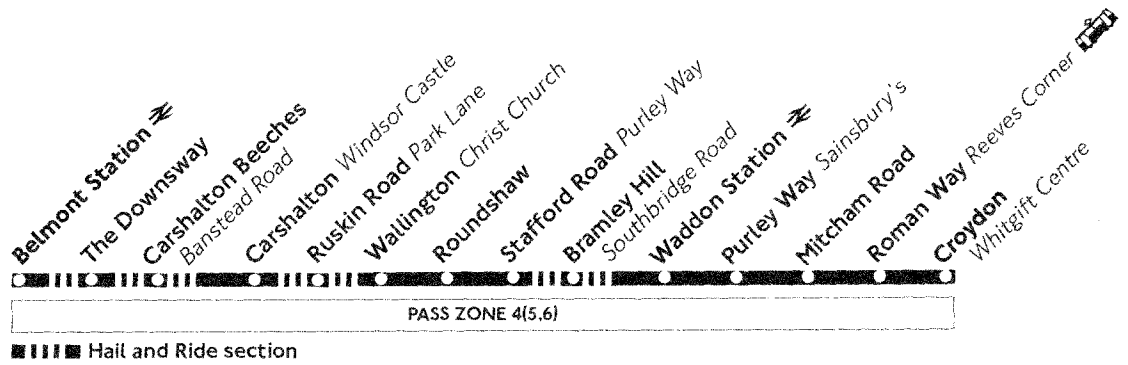 Belmont Station
The Downsway
Carshalton Beeches
Banstead Road
Carshalton Windsor Castle
Ruskin Road Park Lane
Wallington Christ Church
Roundshaw
Stafford Road Purley Way
Bramley Hill
Southbridge Road
Waddon Station
Purley Way Sainsbury's
Mitcham Road
Roman Way Reeves Corner
Croydon
Whitgift Centre
PASS ZONE 4(5,6)
Hail and Ride section